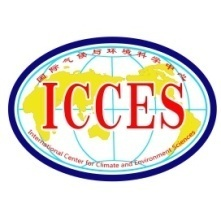 国际气候与环境科学中心
ICCES
International Center for Climate and Environment Sciences